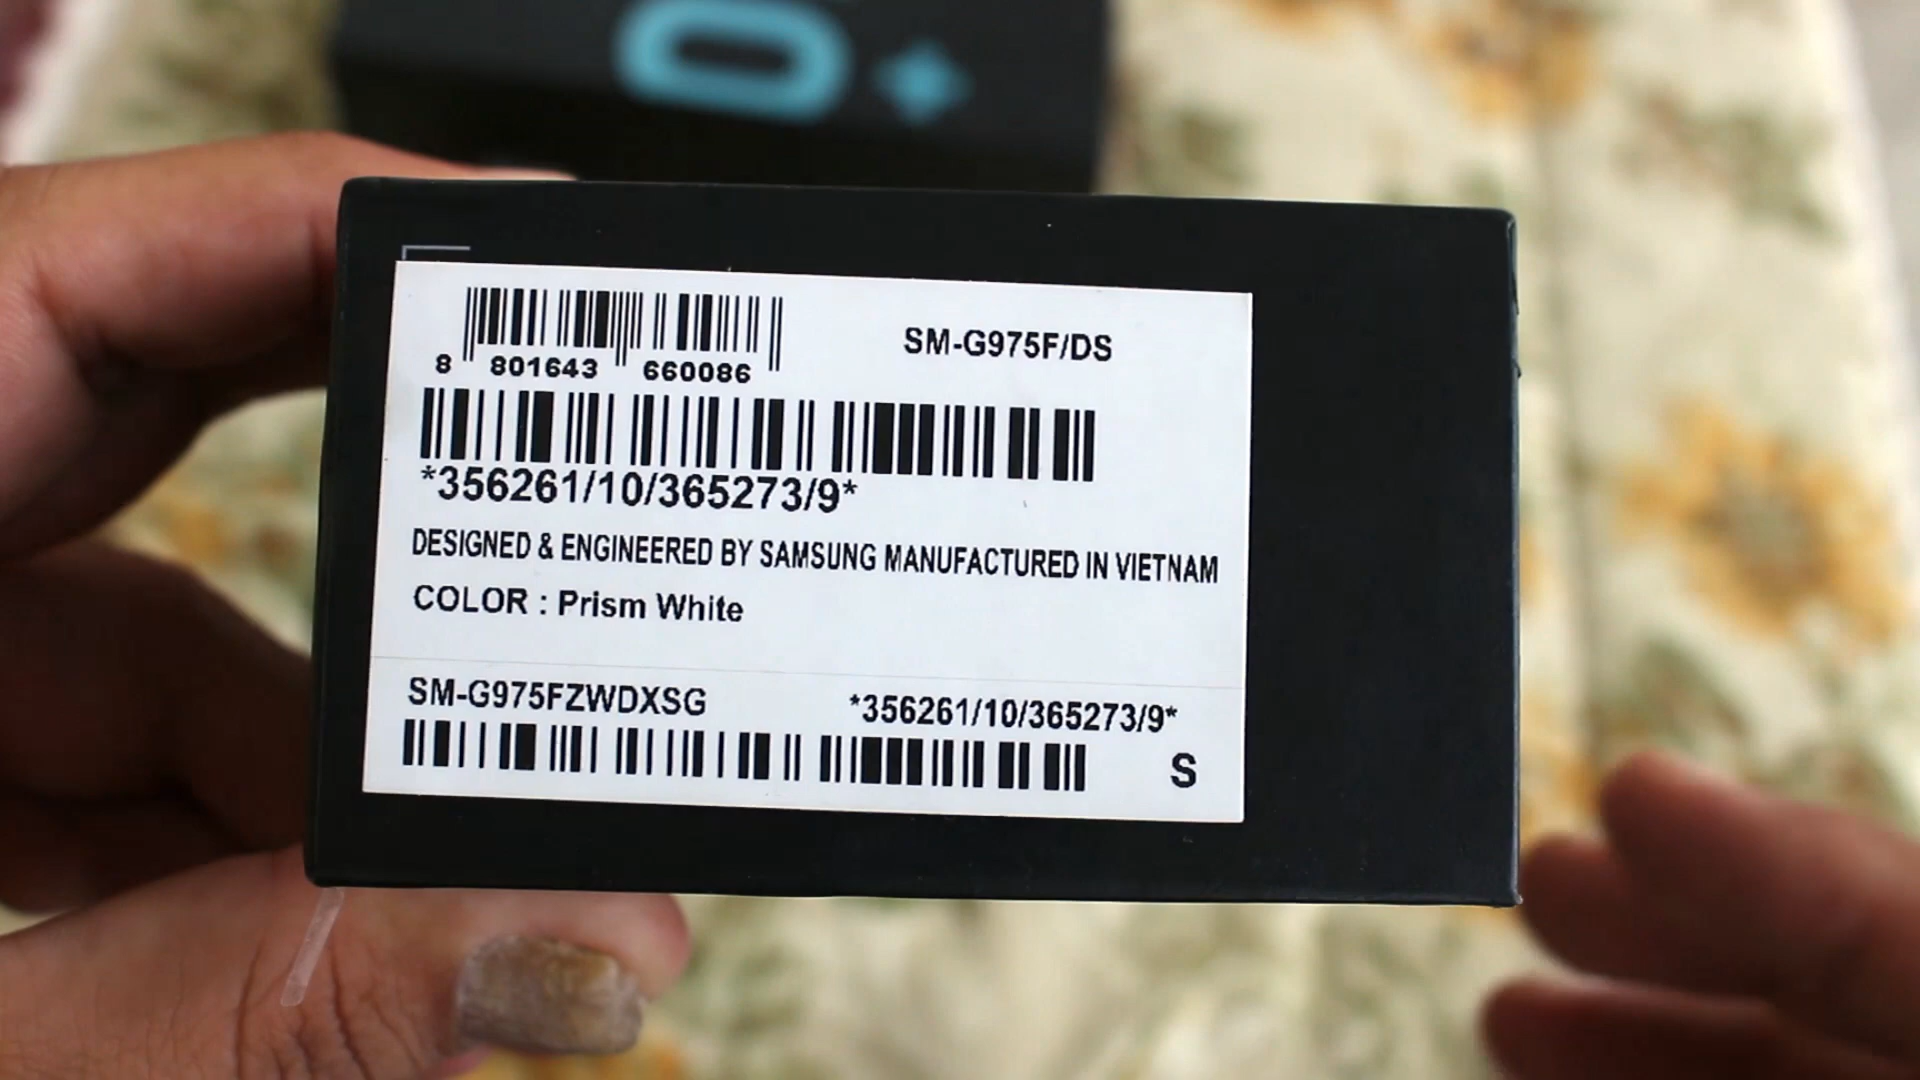 0+
8 801643 660086
SM-G975F/DS
*356261/10/365273/9*
DESIGNED & ENGINEERED BY SAMSUNG MANUFACTURED IN VIETNAM
COLOR : Prism White
SM-G975FZWDXSG
*356261/10/365273/9*
S